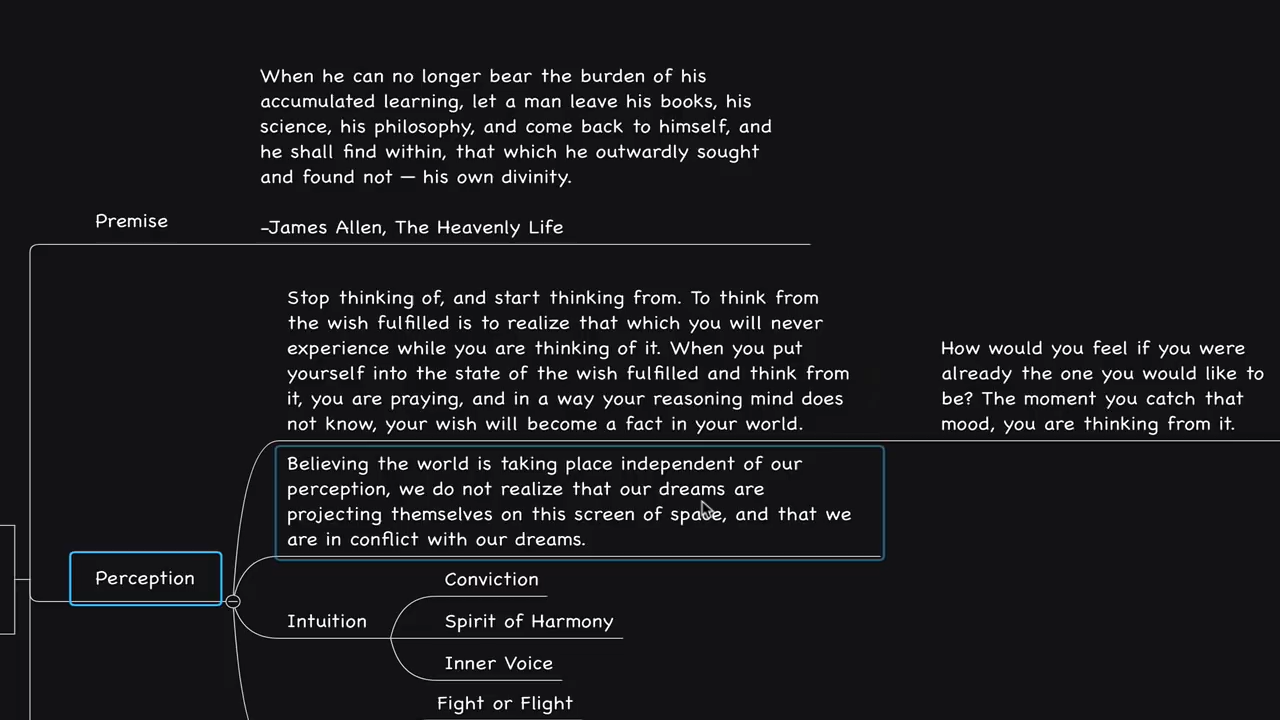 When he can no longer bear the burden of his
accumulated learning, let a man leave his books, his
science, his philosophy, and come back to himself, and
he shall find within, that which he outwardly sought
and found not — his own divinity.
Premise
–James Allen, The Heavenly Life
Stop thinking of, and start thinking from. To think from
the wish fulfilled is to realize that which you will never
experience while you are thinking of it. When you put
yourself into the state of the wish fulfilled and think from
it, you are praying, and in a way your reasoning mind does
not know, your wish will become a fact in your world.
How would you feel if you were
already the one you would like to
be? The moment you catch that
mood, you are thinking from it.
Believing the world is taking place independent of our
perception, we do not realize that our dreams are
projecting themselves on this screen of space, and that we
are in conflict with our dreams.
Perception
Conviction
Intuition
Spirit of Harmony
Inner Voice
Fight or Flight